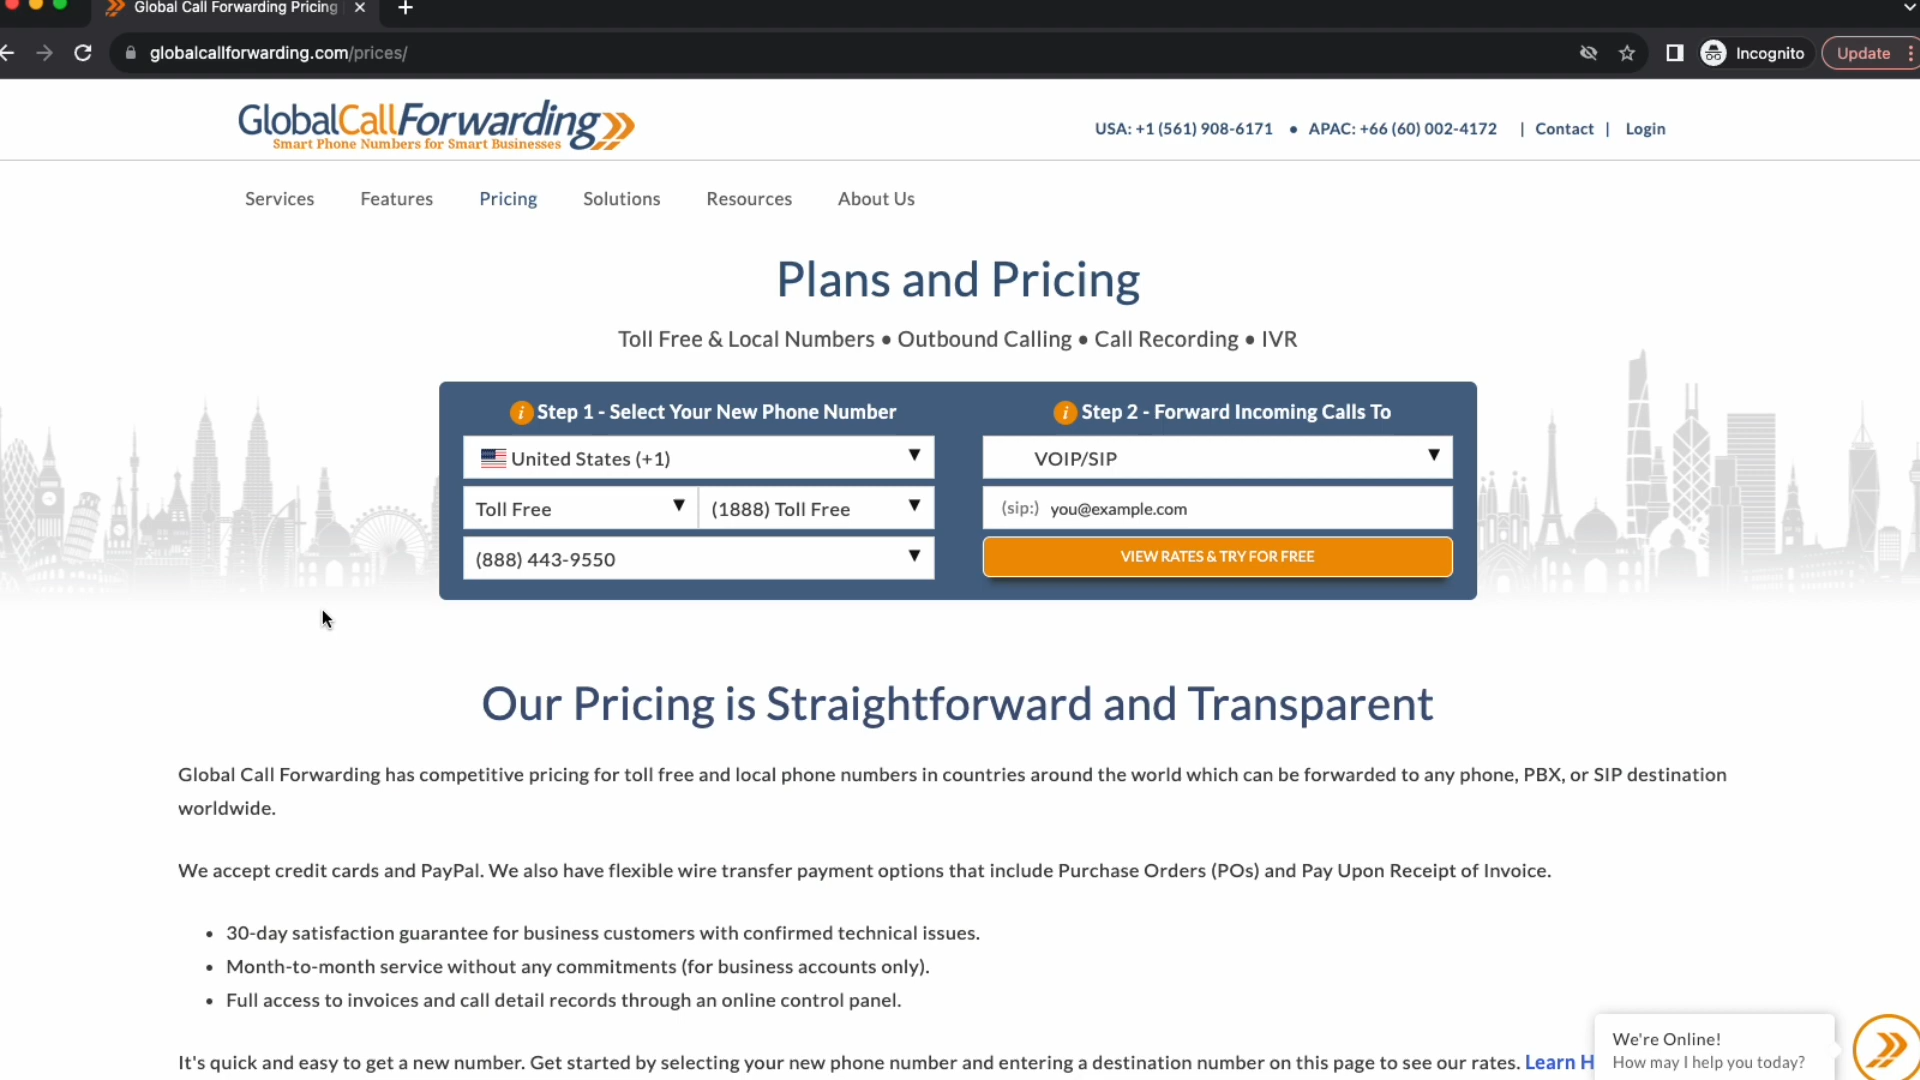 Global Call Forwarding Pricing
globalcallforwarding.com/prices/
Incognito
Update
GlobalCallForwarding
Smart Phone Numbers for Smart Businesses
USA: +1 (561) 908-6171 • APAC: +66 (60) 002-4172 | Contact | Login
Services Features Pricing Solutions Resources About Us
Plans and Pricing
Toll Free & Local Numbers • Outbound Calling • Call Recording • IVR
i Step 1 - Select Your New Phone Number
United States (+1)
Toll Free
(1888) Toll Free
(888) 443-9550
i Step 2 - Forward Incoming Calls To
VOIP/SIP
(sip:) you@example.com
VIEW RATES & TRY FOR FREE
Our Pricing is Straightforward and Transparent
Global Call Forwarding has competitive pricing for toll free and local phone numbers in countries around the world which can be forwarded to any phone, PBX, or SIP destination
worldwide.
We accept credit cards and PayPal. We also have flexible wire transfer payment options that include Purchase Orders (POs) and Pay Upon Receipt of Invoice.
• 30-day satisfaction guarantee for business customers with confirmed technical issues.
• Month-to-month service without any commitments (for business accounts only).
• Full access to invoices and call detail records through an online control panel.
It's quick and easy to get a new number. Get started by selecting your new phone number and entering a destination number on this page to see our rates. Learn H
We're Online!
How may I help you today?